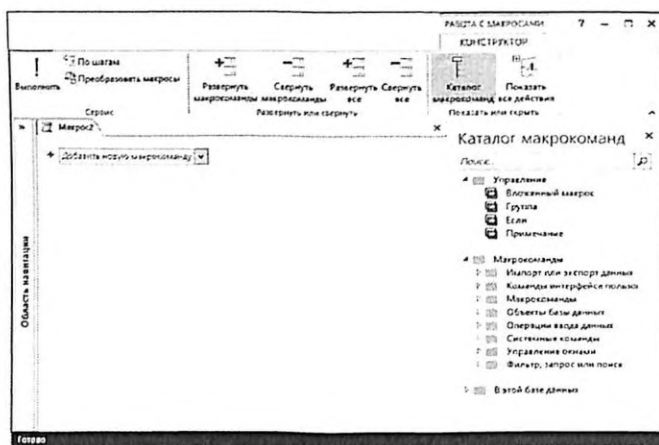 РАБОТА С МАКРОСАМИ
?
КОНСТРУКТОР
Выполнить
По шагам
Преобразовать макросы
Сервис
Развернуть макрокоманды
Свернуть макрокоманды
Развернуть все
Свернуть все
Развернуть или свернуть
Каталог макрокоманд
Показать все действия
Показать или скрыть
»
Макрос2
Область навигации
Добавить новую макрокоманду
Каталог макрокоманд
Поиск...
Управление
Вложенный макрос
Группа
Если
Примечание
Макрокоманды
Импорт или экспорт данных
Команды интерфейса пользо
Макрокоманды
Объекты базы данных
Операции ввода данных
Системные команды
Управление окнами
Фильтр, запрос или поиск
В этой базе данных
Готово